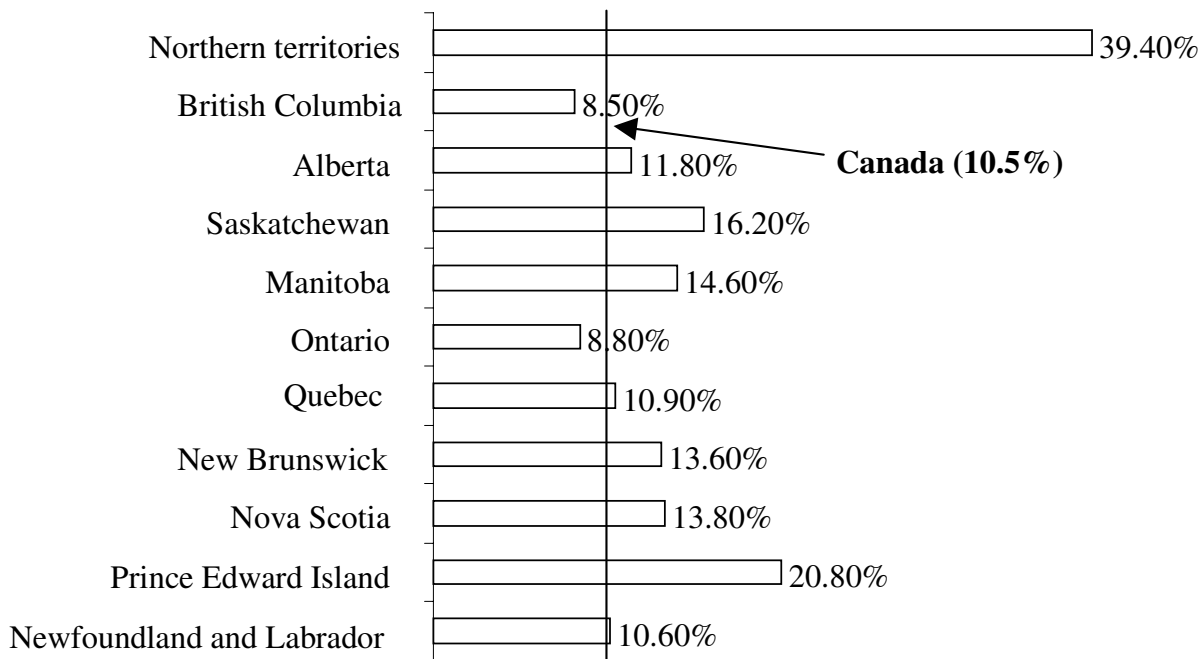 Northern territories 39.40%
British Columbia 8.50%
Canada (10.5%)
Alberta 11.80%
Saskatchewan 16.20%
Manitoba 14.60%
Ontario 8.80%
Quebec 10.90%
New Brunswick 13.60%
Nova Scotia 13.80%
Prince Edward Island 20.80%
Newfoundland and Labrador 10.60%